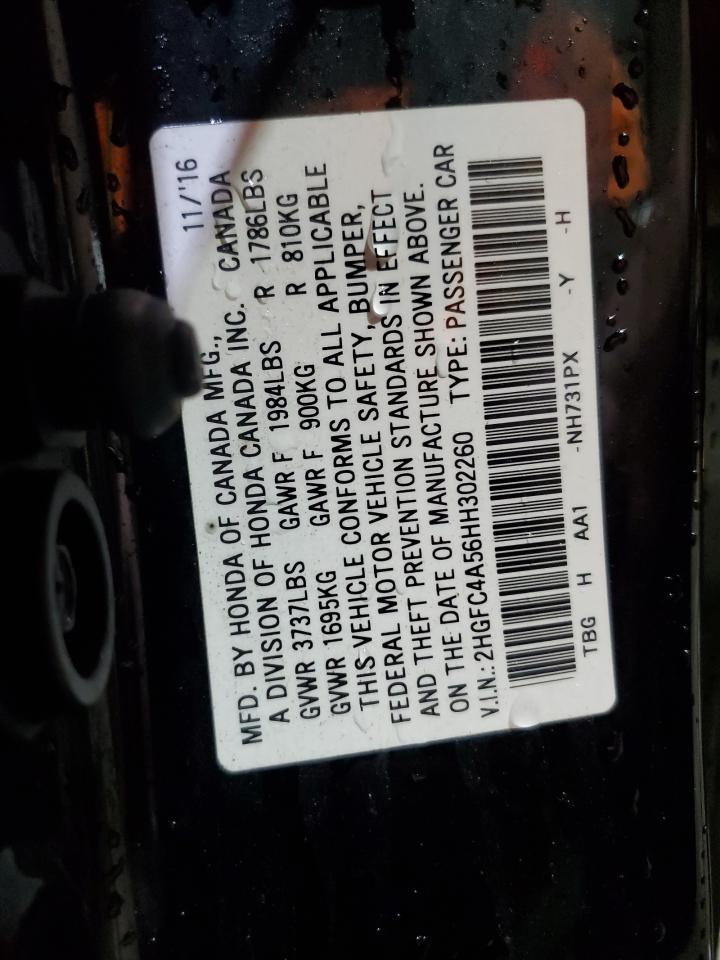 MFD. BY HONDA OF CANADA MFG., 11/'16
A DIVISION OF HONDA CANADA INC. CANADA
GVWR 3737LBS GAWR F 1984LBS R 1786LBS
GVWR 1695KG GAWR F 900KG R 810KG
THIS VEHICLE CONFORMS TO ALL APPLICABLE
FEDERAL MOTOR VEHICLE SAFETY, BUMPER,
AND THEFT PREVENTION STANDARDS IN EFFECT
ON THE DATE OF MANUFACTURE SHOWN ABOVE.
V.I.N.: 2HGFC4A56HH302260 TYPE: PASSENGER CAR
TBG H AA1 -NH731PX -Y -H